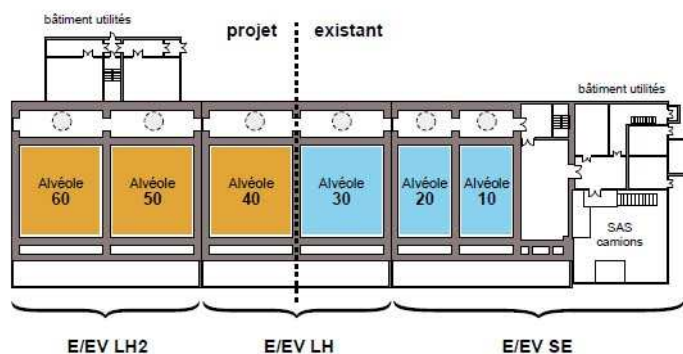 bâtiment utilités
projet
existant
bâtiment utilités
Alvéole
60
Alvéole
50
Alvéole
40
Alvéole
30
Alvéole
20
Alvéole
10
SAS
camions
E/EV LH2
E/EV LH
E/EV SE